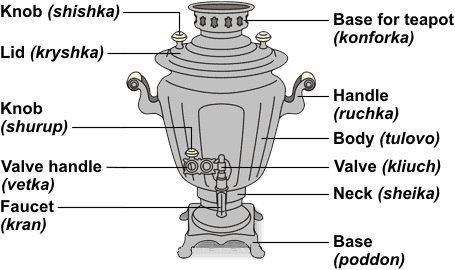 Knob (shishka)
Lid (kryshka)
Knob
(shurup)
Valve handle
(vetka)
Faucet
(kran)
Base for teapot
(konforka)
Handle
(ruchka)
Body (tulovo)
Valve (kliuch)
Neck (sheika)
Base
(poddon)